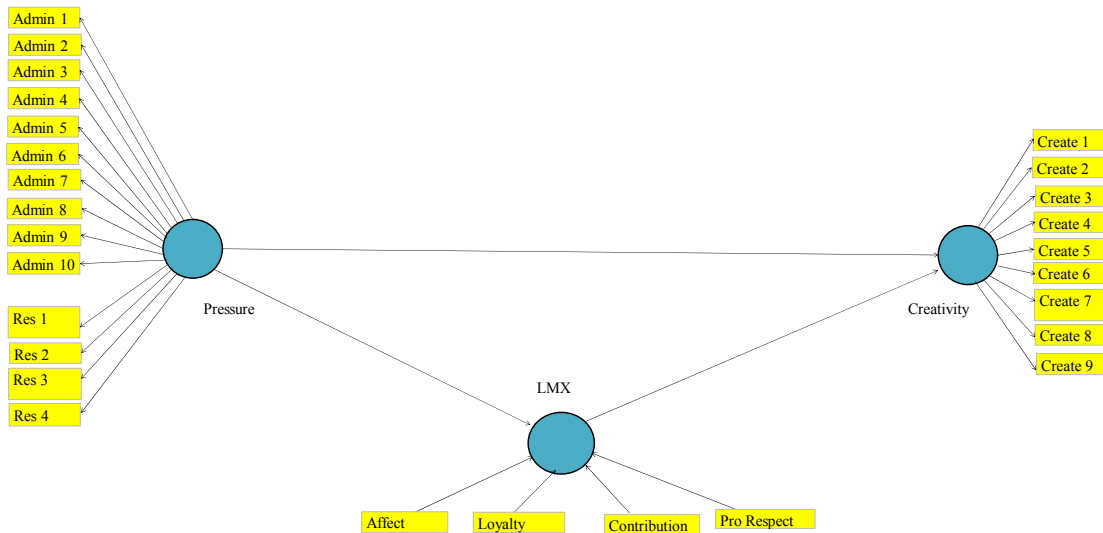 Admin 1
Admin 2
Admin 3
Admin 4
Admin 5
Admin 6
Admin 7
Admin 8
Admin 9
Admin 10
Res 1
Res 2
Res 3
Res 4
Pressure
LMX
Affect
Loyalty
Contribution
Pro Respect
Creativity
Create 1
Create 2
Create 3
Create 4
Create 5
Create 6
Create 7
Create 8
Create 9